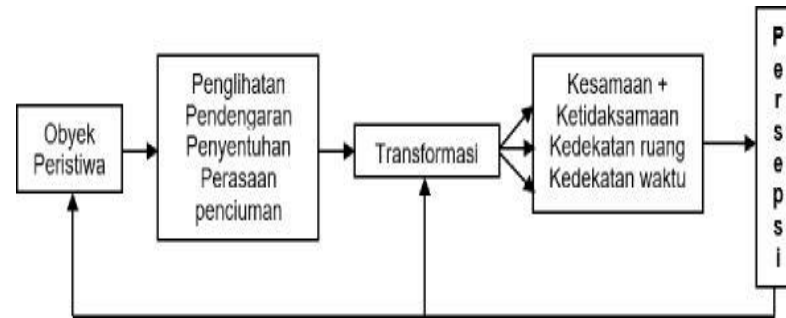 Obyek
Peristiwa
Penglihatan
Pendengaran
Penyentuhan
Perasaan
penciuman
Transformasi
Kesamaan +
Ketidaksamaan
Kedekatan ruang
Kedekatan waktu
P
e
r
s
e
p
s
i